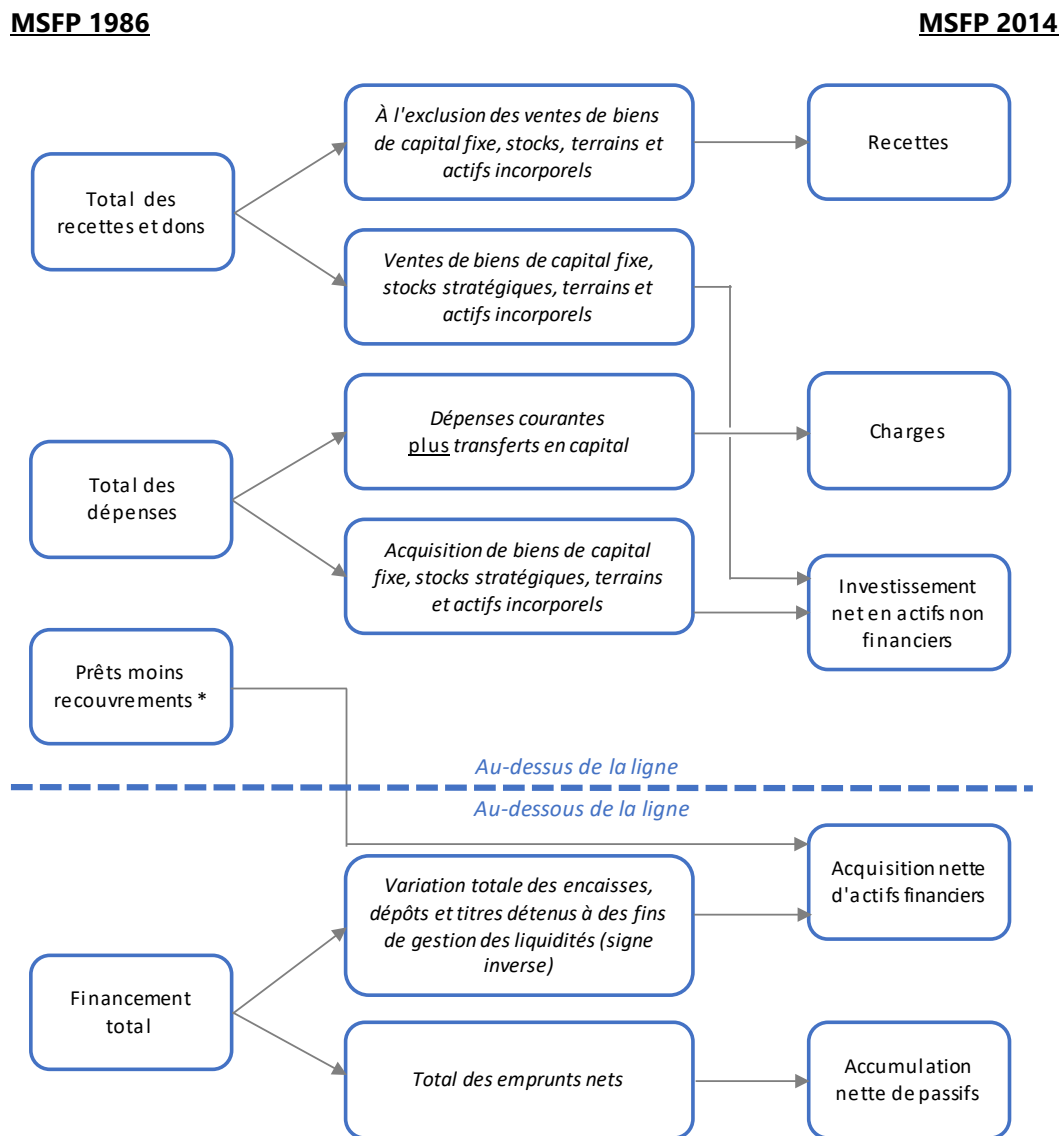 MSFP 1986
MSFP 2014
À l'exclusion des ventes de biens
de capital fixe, stocks, terrains et
actifs incorporels
Recettes
Total des
recettes et dons
Ventes de biens de capital fixe,
stocks stratégiques, terrains et
actifs incorporels
Dépenses courantes
plus transferts en capital
Charges
Total des
dépenses
Acquisition de biens de capital
fixe, stocks stratégiques, terrains
et actifs incorporels
Investissement
net en actifs non
financiers
Prêts moins
recouvrements *
Au-dessus de la ligne
Au-dessous de la ligne
Acquisition nette
d'actifs financiers
Variation totale des encaisses,
dépôts et titres détenus à des fins
de gestion des liquidités (signe
inverse)
Financement
total
Total des emprunts nets
Accumulation
nette de passifs